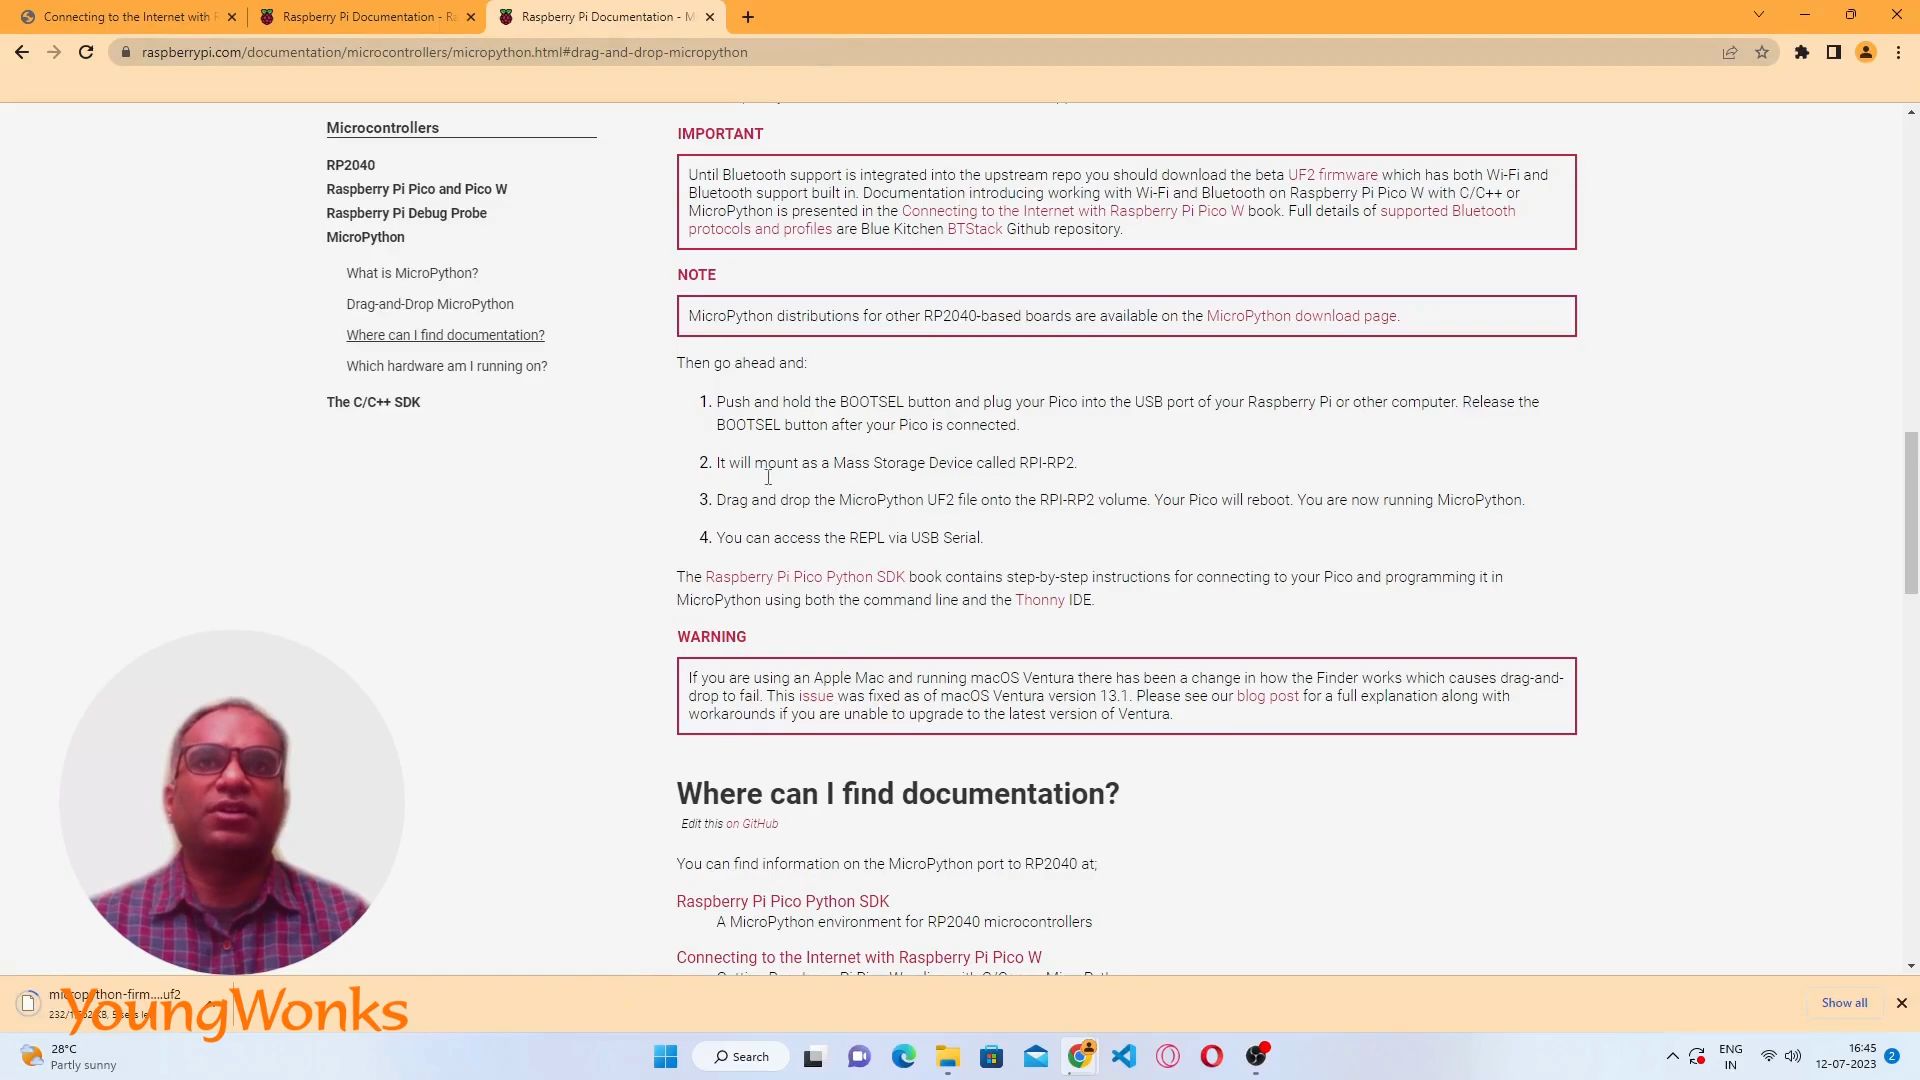 Connecting to the Internet with
Raspberry Pi Documentation - Ra
Raspberry Pi Documentation - M
raspberrypi.com/documentation/microcontrollers/micropython.html#drag-and-drop-micropython
Microcontrollers
RP2040
Raspberry Pi Pico and Pico W
Raspberry Pi Debug Probe
MicroPython
What is MicroPython?
Drag-and-Drop MicroPython
Where can I find documentation?
Which hardware am I running on?
The C/C++ SDK
IMPORTANT
Until Bluetooth support is integrated into the upstream repo you should download the beta UF2 firmware which has both Wi-Fi and
Bluetooth support built in. Documentation introducing working with Wi-Fi and Bluetooth on Raspberry Pi Pico W with C/C++ or
MicroPython is presented in the Connecting to the Internet with Raspberry Pi Pico W book. Full details of supported Bluetooth
protocols and profiles are Blue Kitchen BTStack Github repository.
NOTE
MicroPython distributions for other RP2040-based boards are available on the MicroPython download page.
Then go ahead and:
1. Push and hold the BOOTSEL button and plug your Pico into the USB port of your Raspberry Pi or other computer. Release the
BOOTSEL button after your Pico is connected.
2. It will mount as a Mass Storage Device called RPI-RP2.
3. Drag and drop the MicroPython UF2 file onto the RPI-RP2 volume. Your Pico will reboot. You are now running MicroPython.
4. You can access the REPL via USB Serial.
The Raspberry Pi Pico Python SDK book contains step-by-step instructions for connecting to your Pico and programming it in
MicroPython using both the command line and the Thonny IDE.
WARNING
If you are using an Apple Mac and running macOS Ventura there has been a change in how the Finder works which causes drag-and-
drop to fail. This issue was fixed as of macOS Ventura version 13.1. Please see our blog post for a full explanation along with
workarounds if you are unable to upgrade to the latest version of Ventura.
Where can I find documentation?
Edit this on GitHub
You can find information on the MicroPython port to RP2040 at;
Raspberry Pi Pico Python SDK
A MicroPython environment for RP2040 microcontrollers
Connecting to the Internet with Raspberry Pi Pico W
micropython-firm....uf2
YoungWonks
Show all
28°C
Partly sunny
Search
ENG
IN
16:45
12-07-2023
2